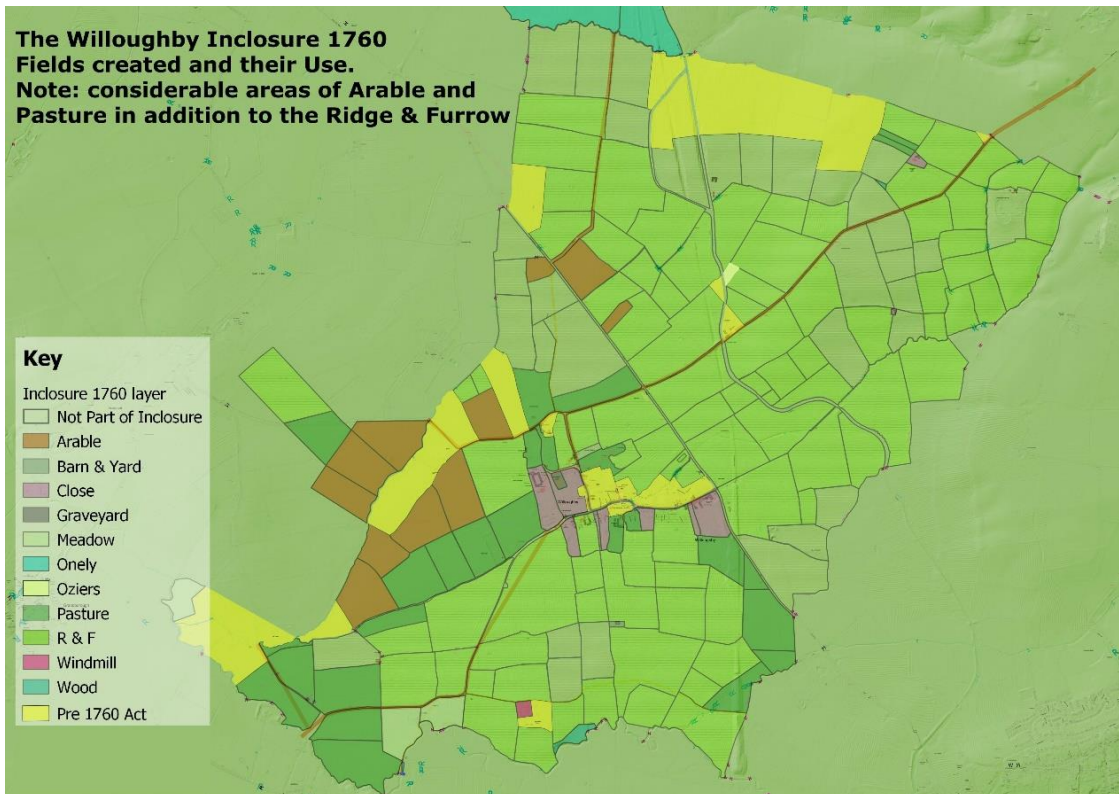 The Willoughby Inclosure 1760
Fields created and their Use.
Note: considerable areas of Arable and
Pasture in addition to the Ridge & Furrow
Key
Inclosure 1760 layer
Not Part of Inclosure
Arable
Barn & Yard
Close
Graveyard
Meadow
Onely
Oziers
Pasture
R & F
Windmill
Wood
Pre 1760 Act